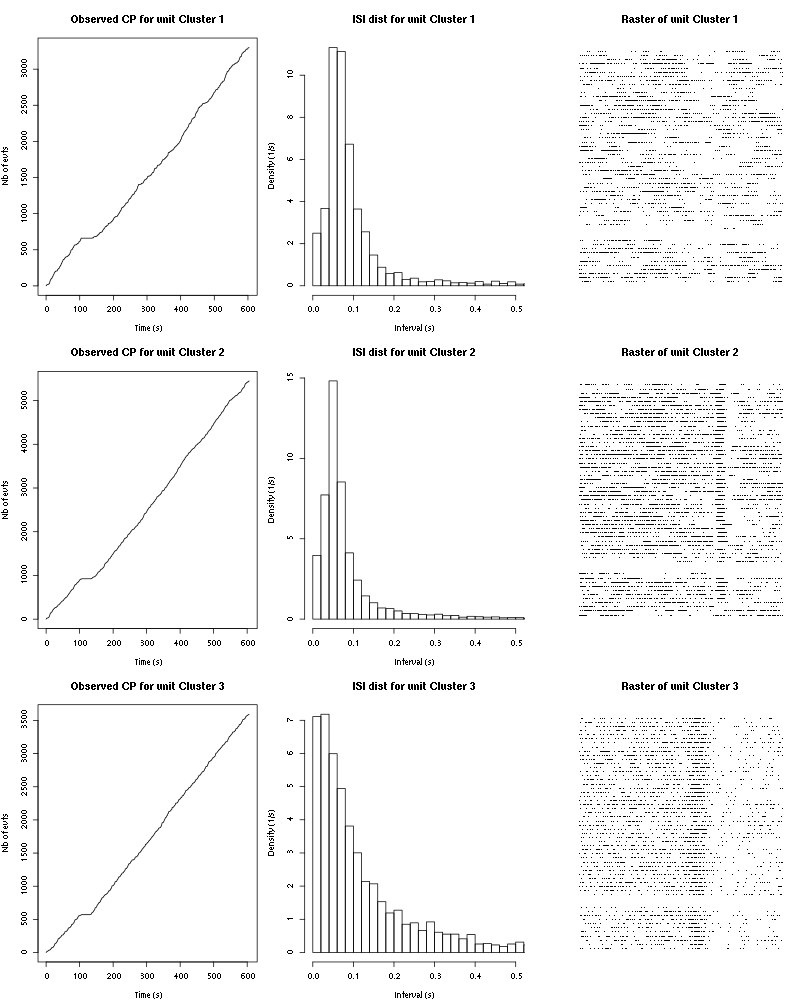 Observed CP for unit Cluster 1
ISI dist for unit Cluster 1
Raster of unit Cluster 1
Nb of evts
0 500 1000 1500 2000 2500 3000
0 100 200 300 400 500 600
Time (s)
Density (1/s)
0 2 4 6 8 10
0.0 0.1 0.2 0.3 0.4 0.5
Interval (s)
Observed CP for unit Cluster 2
ISI dist for unit Cluster 2
Raster of unit Cluster 2
Nb of evts
0 1000 2000 3000 4000 5000
0 100 200 300 400 500 600
Time (s)
Density (1/s)
0 5 10 15
0.0 0.1 0.2 0.3 0.4 0.5
Interval (s)
Observed CP for unit Cluster 3
ISI dist for unit Cluster 3
Raster of unit Cluster 3
Nb of evts
0 500 1000 1500 2000 2500 3000 3500
0 100 200 300 400 500 600
Time (s)
Density (1/s)
0 1 2 3 4 5 6 7
0.0 0.1 0.2 0.3 0.4 0.5
Interval (s)